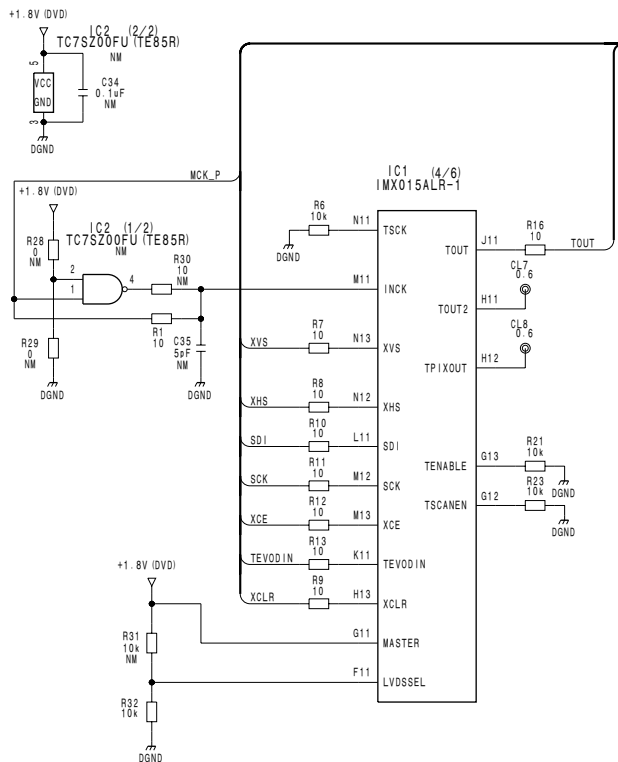 +1.8V (DVD)
IC2 (2/2)
TC7SZ00FU (TE85R)
NM
5
VCC
GND
3
C34
0.1uF
NM
DGND
MCK_P
+1.8V (DVD)
IC2 (1/2)
TC7SZ00FU (TE85R)
NM
R28
0
NM
2
1
4
R30
10
NM
R1
10
R29
0
NM
C35
5pF
NM
DGND
DGND
IC1 (4/6)
IMX015ALR-1
R6
10k
N11
TSCK
DGND
M11
INCK
XVS
R7
10
N13
XVS
XHS
R8
10
N12
XHS
SDI
R10
10
L11
SDI
SCK
R11
10
M12
SCK
XCE
R12
10
M13
XCE
TEVODIN
R13
10
K11
TEVODIN
XCLR
R9
10
H13
XCLR
G11
MASTER
F11
LVDSSEL
TOUT
J11
R16
10
TOUT
CL7
0.6
TOUT2
H11
CL8
0.6
TPIXOUT
H12
TENABLE
G13
R21
10k
DGND
TSCANEN
G12
R23
10k
DGND
+1.8V (DVD)
R31
10k
NM
R32
10k
DGND